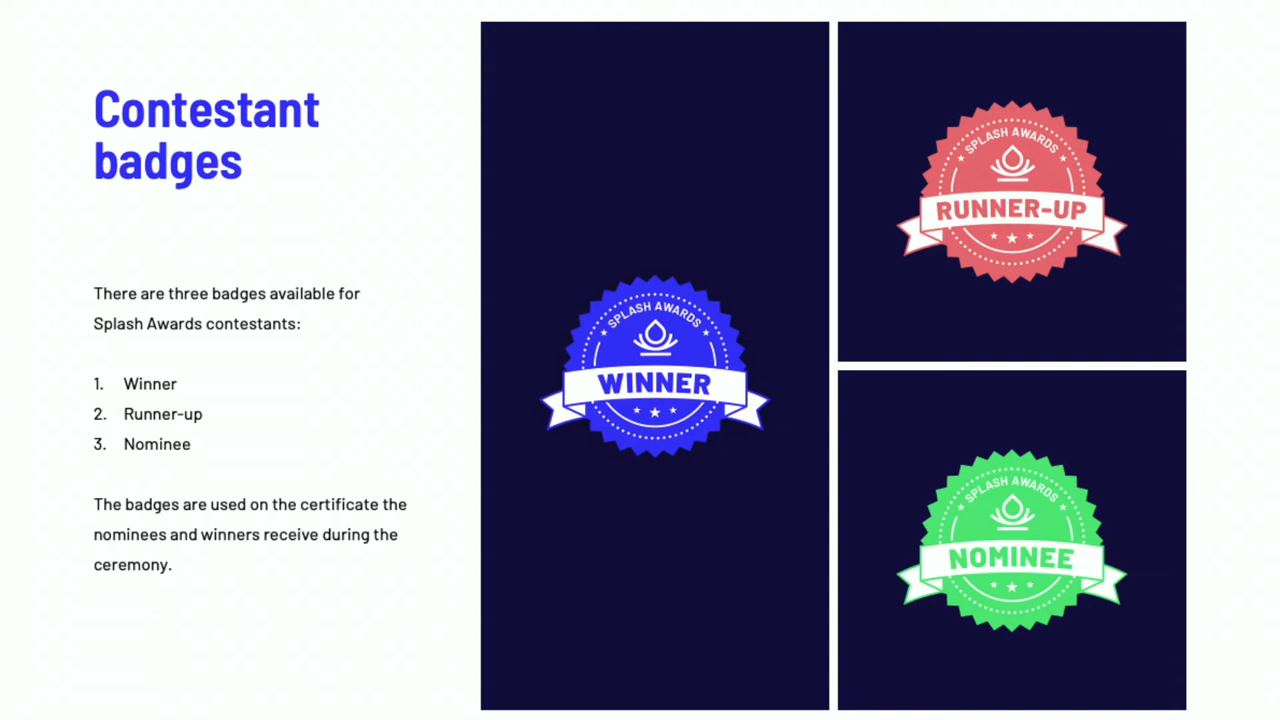 Contestant
badges
There are three badges available for
Splash Awards contestants:
1. Winner
2. Runner-up
3. Nominee
The badges are used on the certificate the
nominees and winners receive during the
ceremony.
SPLASH AWARDS
WINNER
SPLASH AWARDS
RUNNER-UP
SPLASH AWARDS
NOMINEE